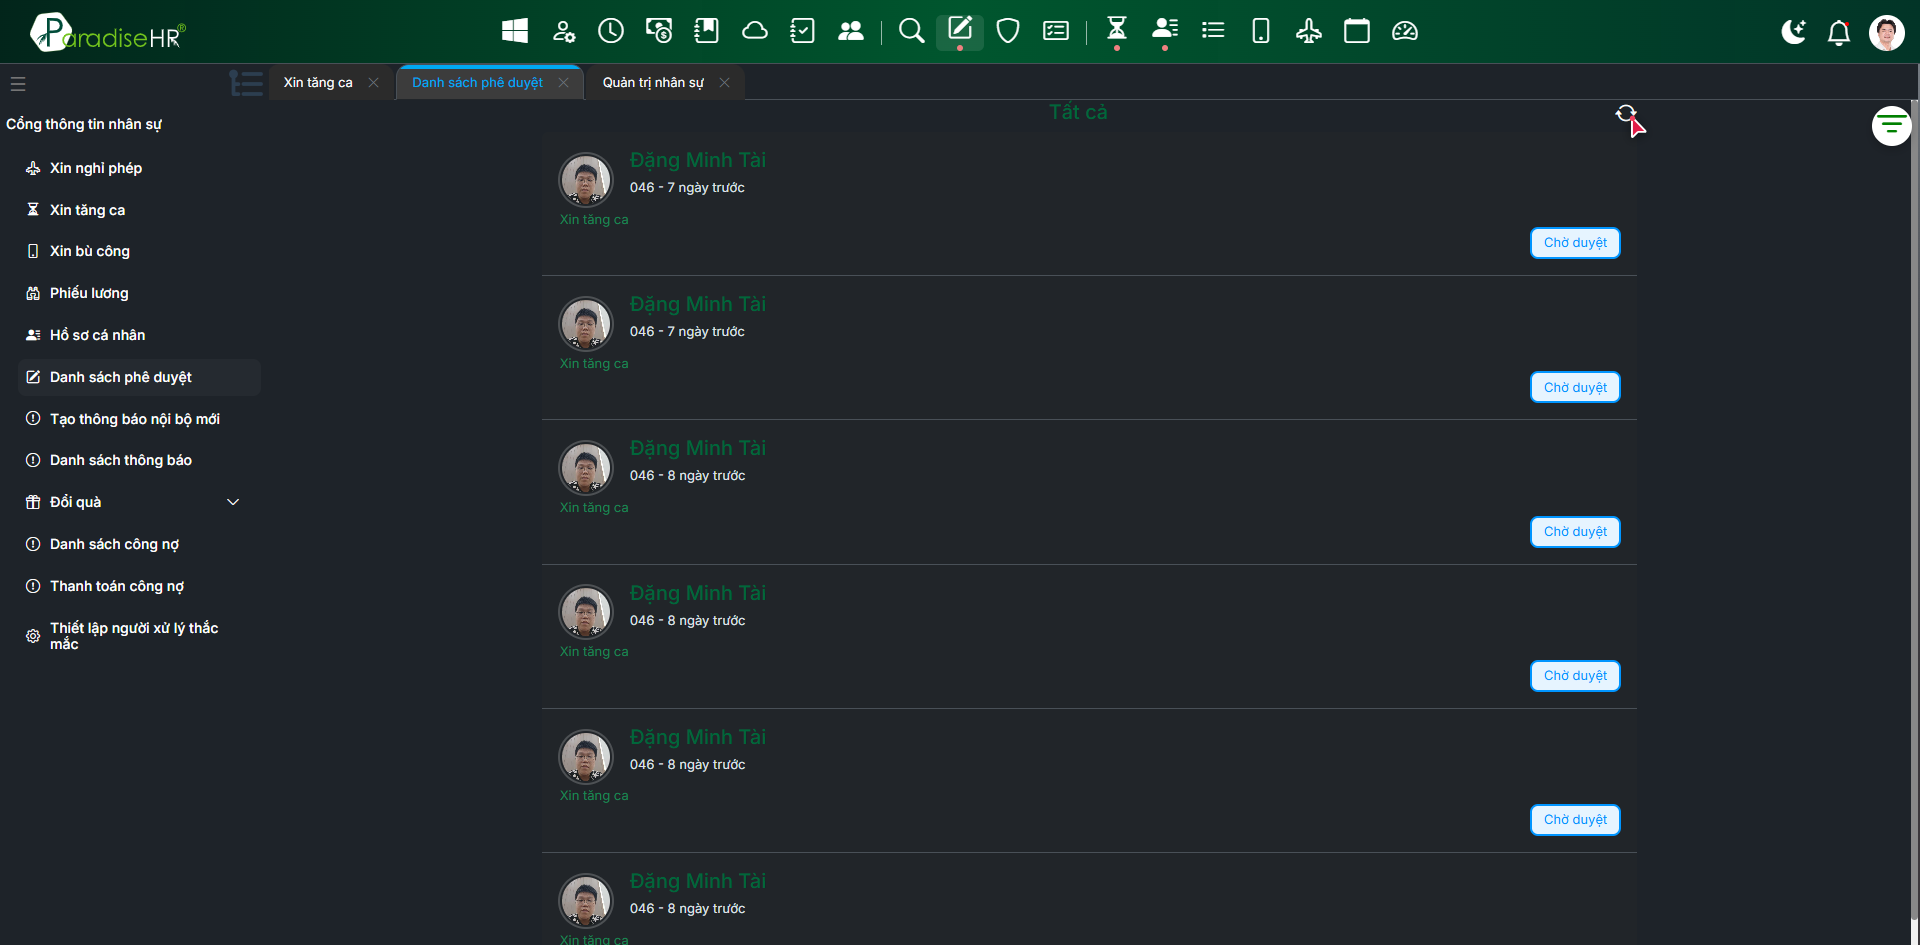 ParadiseHR®
Xin tăng ca
Danh sách phê duyệt
Quản trị nhân sự
Cổng thông tin nhân sự
Xin nghỉ phép
Xin tăng ca
Xin bù công
Phiếu lương
Hồ sơ cá nhân
Danh sách phê duyệt
Tạo thông báo nội bộ mới
Danh sách thông báo
Đổi quà
Danh sách công nợ
Thanh toán công nợ
Thiết lập người xử lý thắc
mắc
Tất cả
Đặng Minh Tài
046 - 7 ngày trước
Xin tăng ca
Chờ duyệt
Đặng Minh Tài
046 - 7 ngày trước
Xin tăng ca
Chờ duyệt
Đặng Minh Tài
046 - 8 ngày trước
Xin tăng ca
Chờ duyệt
Đặng Minh Tài
046 - 8 ngày trước
Xin tăng ca
Chờ duyệt
Đặng Minh Tài
046 - 8 ngày trước
Xin tăng ca
Chờ duyệt
Đặng Minh Tài
046 - 8 ngày trước
Xin tăng ca